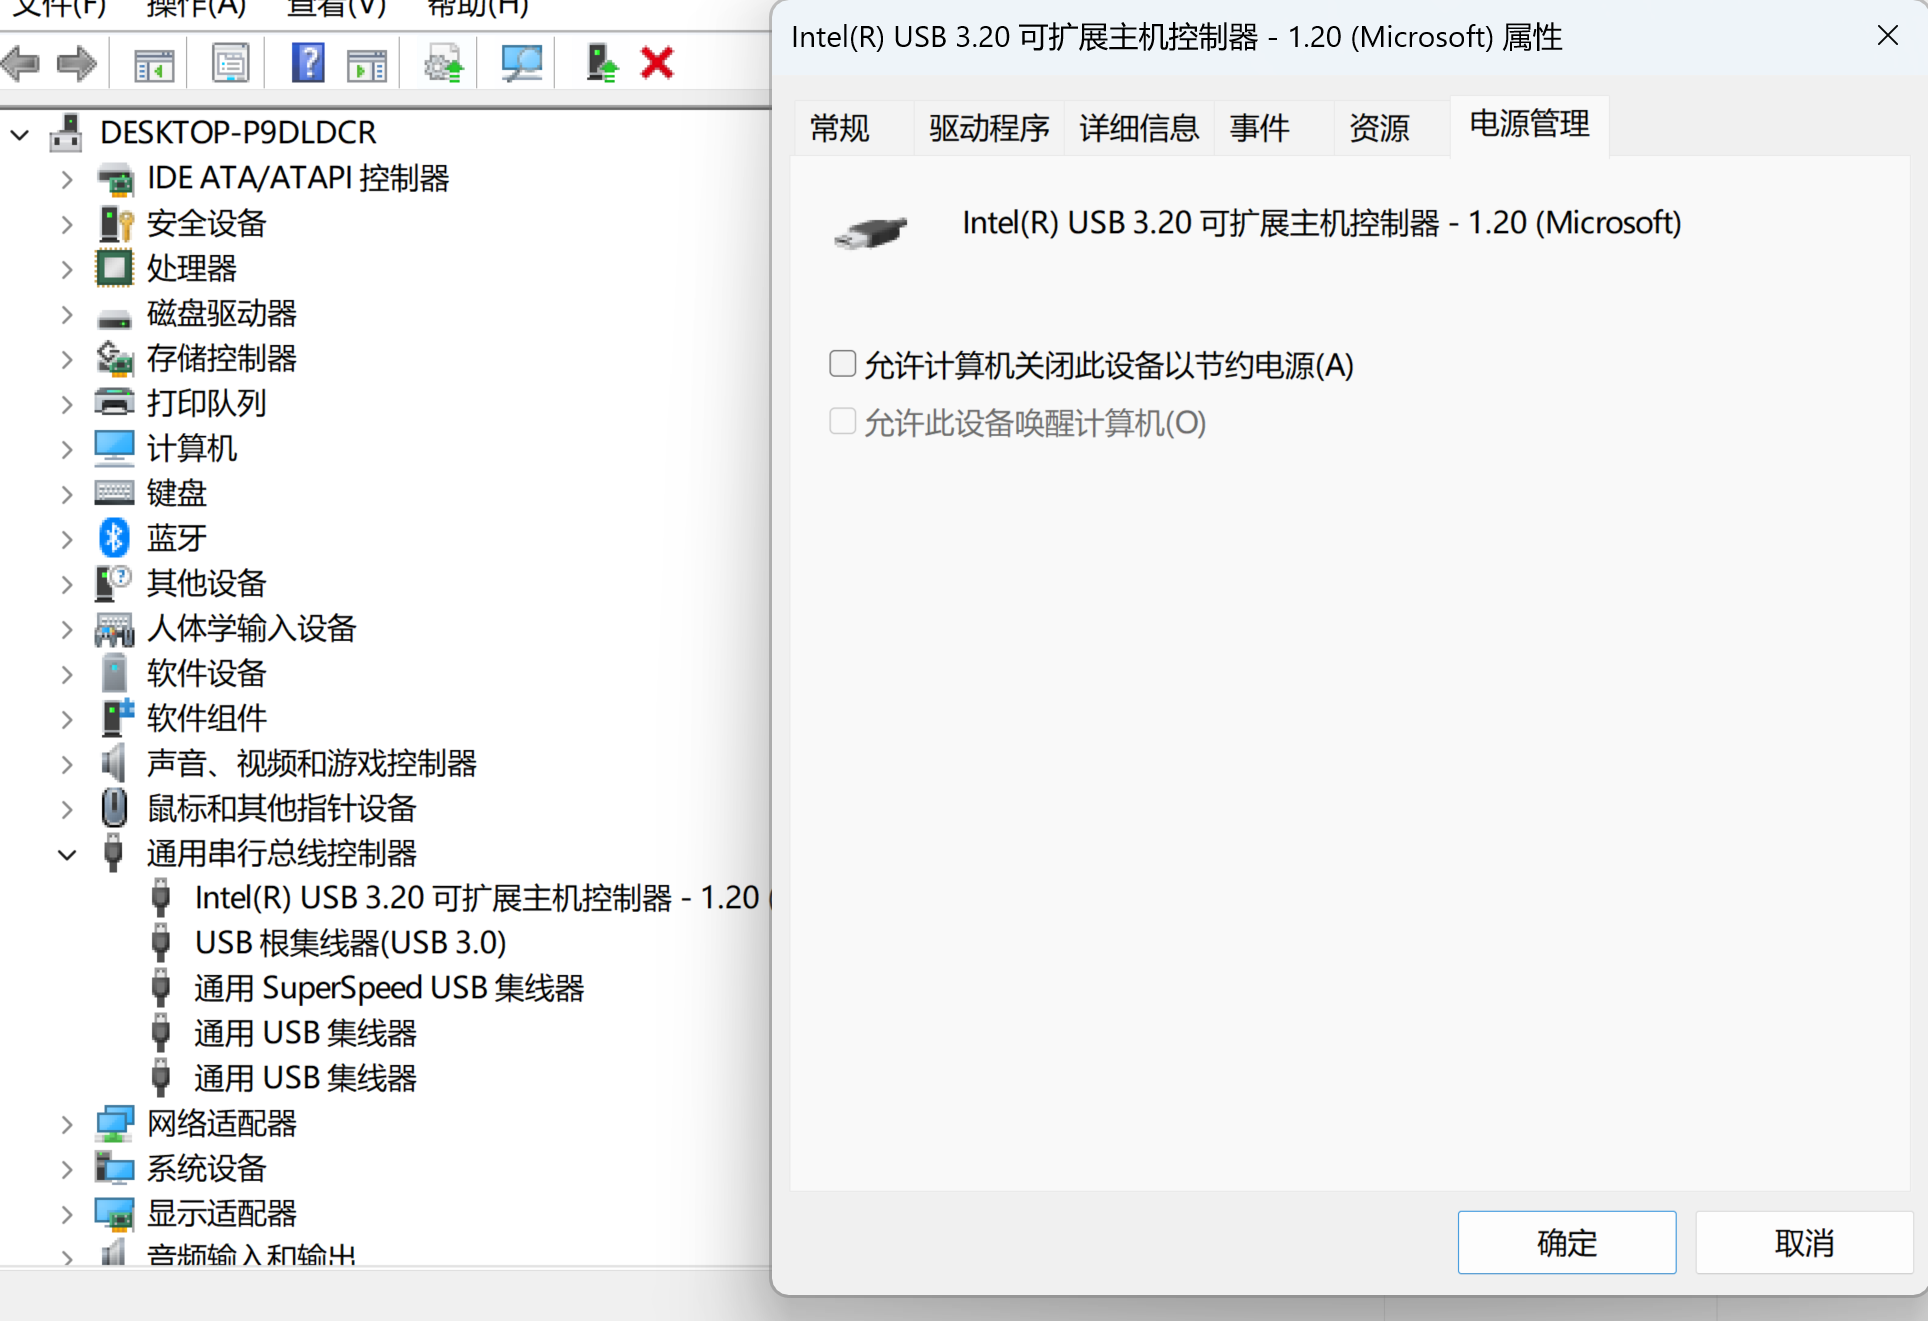 文件(F) 操作(A) 查看(V) 帮助(H)
DESKTOP-P9DLDCR
IDE ATA/ATAPI 控制器
安全设备
处理器
磁盘驱动器
存储控制器
打印队列
计算机
键盘
蓝牙
其他设备
人体学输入设备
软件设备
软件组件
声音、视频和游戏控制器
鼠标和其他指针设备
通用串行总线控制器
Intel(R) USB 3.20 可扩展主机控制器 - 1.20 (
USB 根集线器(USB 3.0)
通用 SuperSpeed USB 集线器
通用 USB 集线器
通用 USB 集线器
网络适配器
系统设备
显示适配器
音频输入和输出
Intel(R) USB 3.20 可扩展主机控制器 - 1.20 (Microsoft) 属性
常规 驱动程序 详细信息 事件 资源 电源管理
Intel(R) USB 3.20 可扩展主机控制器 - 1.20 (Microsoft)
允许计算机关闭此设备以节约电源(A)
允许此设备唤醒计算机(O)
确定 取消